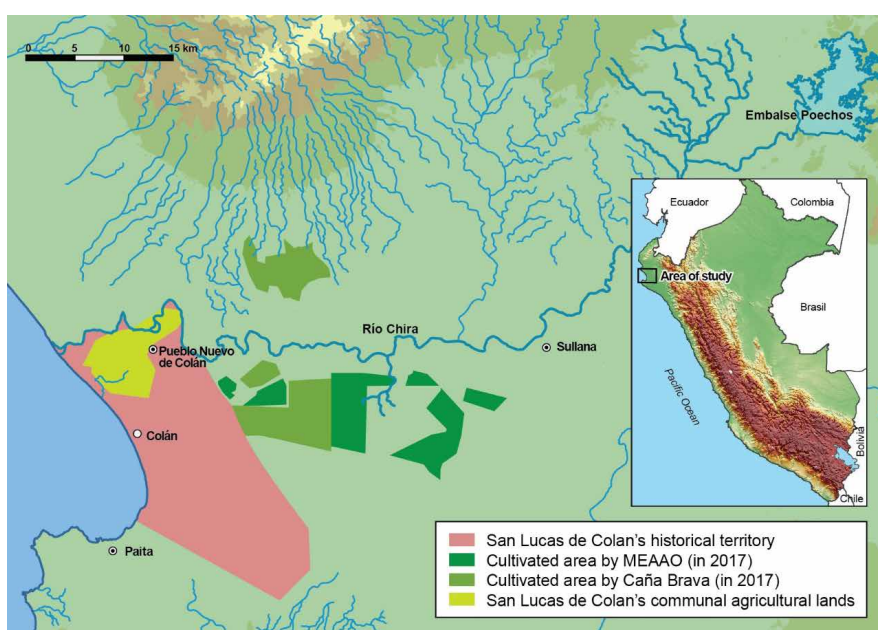 0 5 10 15 km
Embalse Poechos
Ecuador
Colombia
Area of study
Brasil
Río Chira
Sullana
Pueblo Nuevo
de Colán
Pacific Ocean
Colán
Bolivia
Chile
Paita
San Lucas de Colan's historical territory
Cultivated area by MEAAO (in 2017)
Cultivated area by Caña Brava (in 2017)
San Lucas de Colan's communal agricultural lands